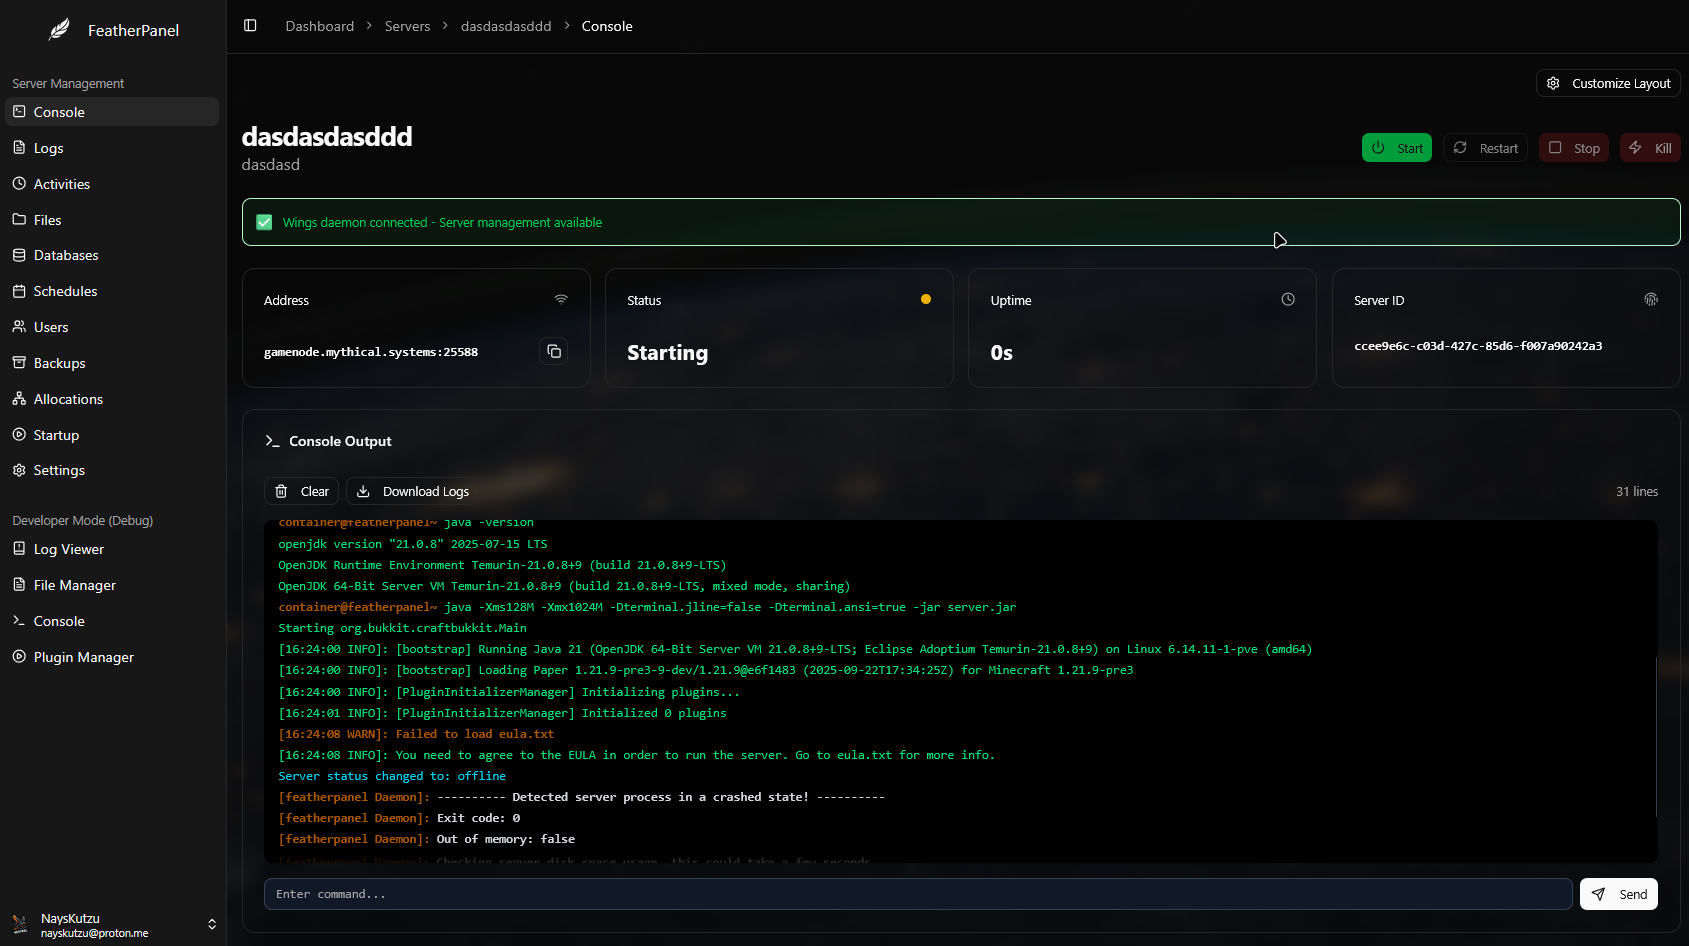 FeatherPanel
Dashboard
Servers
dasdasdasddd
Console
Server Management
Console
Logs
Activities
Files
Databases
Schedules
Users
Backups
Allocations
Startup
Settings
Developer Mode (Debug)
Log Viewer
File Manager
Console
Plugin Manager
NaysKutzu
nayskutzu@proton.me
Customize Layout
dasdasdasddd
dasdasd
Start
Restart
Stop
Kill
Wings daemon connected - Server management available
Address
gamenode.mythical.systems:25588
Status
Starting
Uptime
0s
Server ID
ccee9e6c-c03d-427c-85d6-f007a90242a3
Console Output
Clear
Download Logs
31 lines
container@featherpanel~ java -version
openjdk version "21.0.8" 2025-07-15 LTS
OpenJDK Runtime Environment Temurin-21.0.8+9 (build 21.0.8+9-LTS)
OpenJDK 64-Bit Server VM Temurin-21.0.8+9 (build 21.0.8+9-LTS, mixed mode, sharing)
container@featherpanel~ java -Xms128M -Xmx1024M -Dterminal.jline=false -Dterminal.ansi=true -jar server.jar
Starting org.bukkit.craftbukkit.Main
[16:24:00 INFO]: [bootstrap] Running Java 21 (OpenJDK 64-Bit Server VM 21.0.8+9-LTS; Eclipse Adoptium Temurin-21.0.8+9) on Linux 6.14.11-1-pve (amd64)
[16:24:00 INFO]: [bootstrap] Loading Paper 1.21.9-pre3-9-dev/1.21.9@e6f1483 (2025-09-22T17:34:25Z) for Minecraft 1.21.9-pre3
[16:24:00 INFO]: [PluginInitializerManager] Initializing plugins...
[16:24:01 INFO]: [PluginInitializerManager] Initialized 0 plugins
[16:24:08 WARN]: Failed to load eula.txt
[16:24:08 INFO]: You need to agree to the EULA in order to run the server. Go to eula.txt for more info.
Server status changed to: offline
[featherpanel Daemon]: ---------- Detected server process in a crashed state! ----------
[featherpanel Daemon]: Exit code: 0
[featherpanel Daemon]: Out of memory: false
[featherpanel Daemon]: Checking server disk space usage, this could take a few seconds
Enter command...
Send